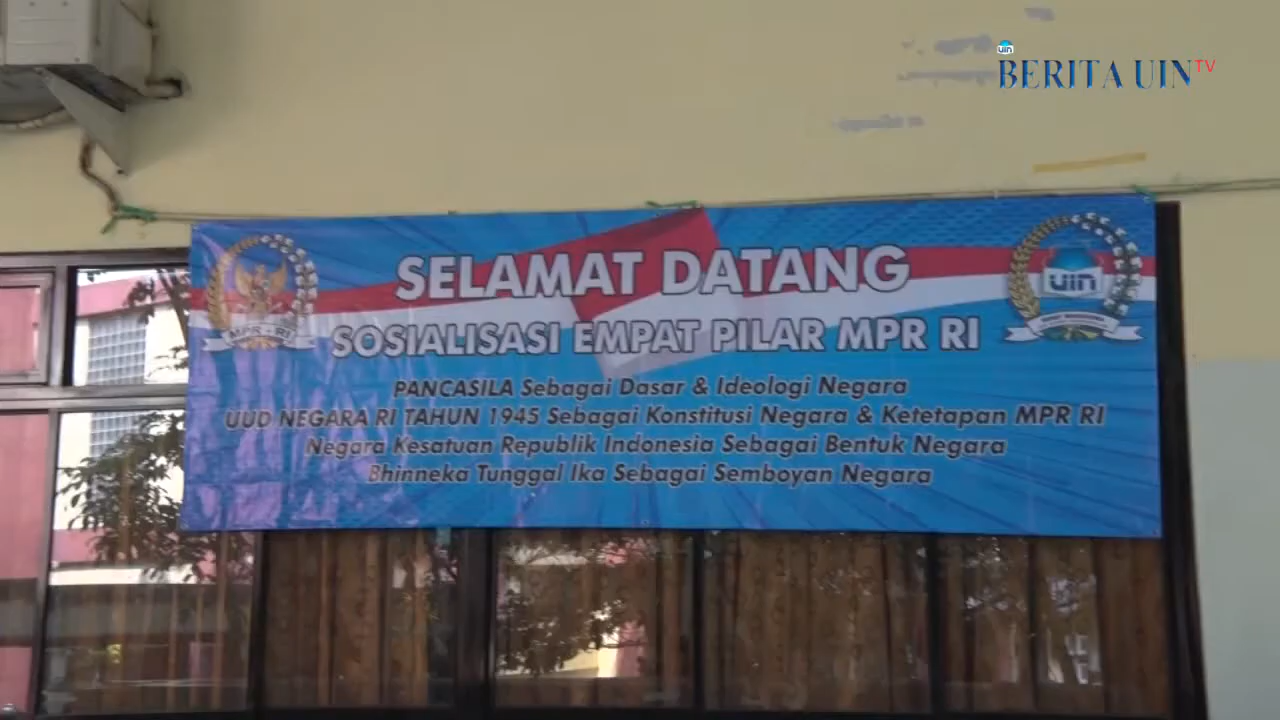 uin
BERITA UIN TV
SELAMAT DATANG
SOSIALISASI EMPAT PILAR MPR RI
PANCASILA Sebagai Dasar & Ideologi Negara
UUD NEGARA RI TAHUN 1945 Sebagai Konstitusi Negara & Ketetapan MPR RI
Negara Kesatuan Republik Indonesia Sebagai Bentuk Negara
Bhinneka Tunggal Ika Sebagai Semboyan Negara
MPR - RI
uin